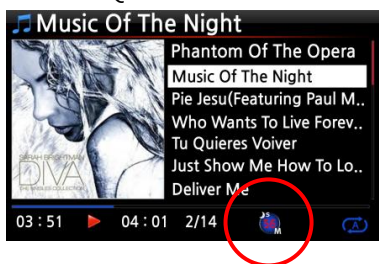 Music Of The Night
Phantom Of The Opera
Music Of The Night
Pie Jesu(Featuring Paul M..
Who Wants To Live Forev..
Tu Quieres Voiver
Just Show Me How To Lo..
Deliver Me
SARAH BRIGHTMAN
DIVA
THE SINGLES COLLECTION
03 : 51 04 : 01 2/14 JS M A